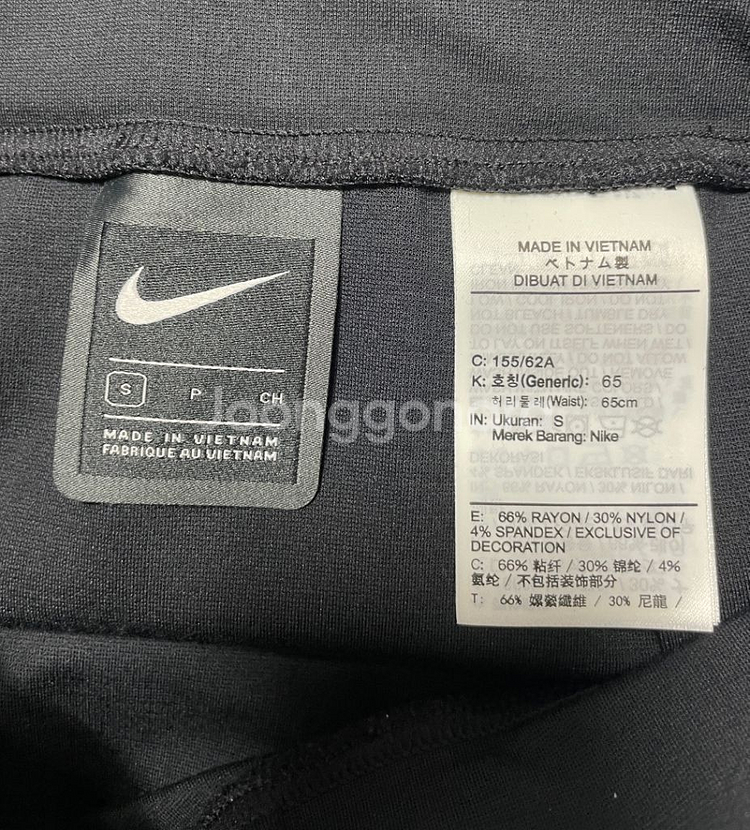 S P CH
MADE IN VIETNAM
FABRIQUE AU VIETNAM
MADE IN VIETNAM
ベトナム製
DIBUAT DI VIETNAM
C: 155/62A
K: 호칭(Generic): 65
허리둘레(Waist): 65cm
IN: Ukuran: S
Merek Barang: Nike
E: 66% RAYON / 30% NYLON /
4% SPANDEX / EXCLUSIVE OF
DECORATION
C: 66% 粘纤 / 30% 锦纶 / 4%
氨纶 / 不包括装饰部分
T: 66% 嫘縈纖維 / 30% 尼龍 /